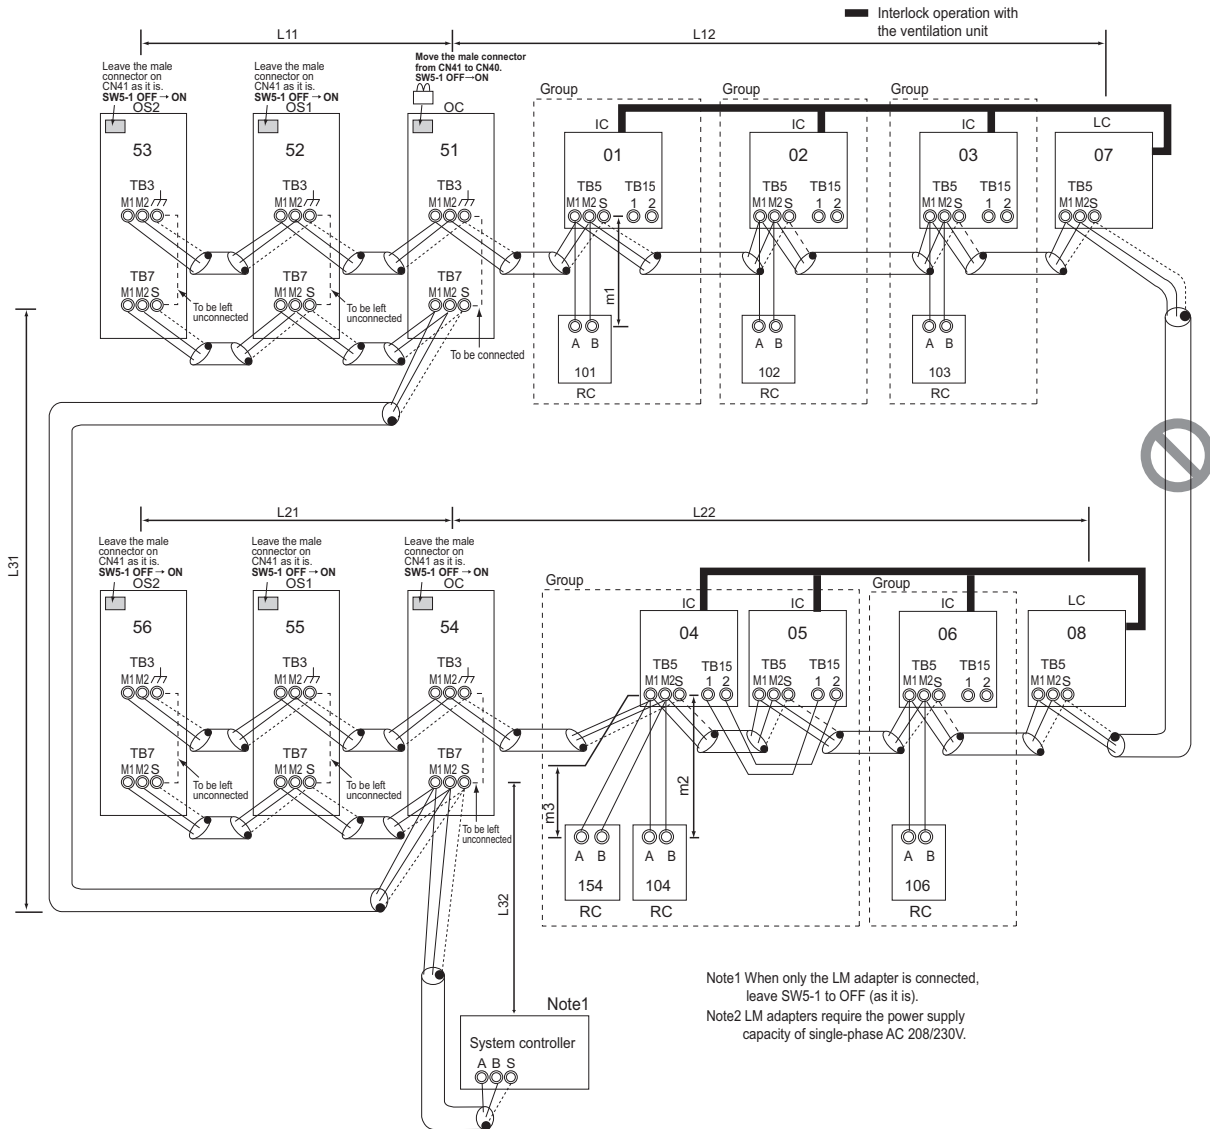 Interlock operation with
the ventilation unit
L11
L12
Leave the male
connector on
CN41 as it is.
SW5-1 OFF → ON
OS2
Leave the male
connector on
CN41 as it is.
SW5-1 OFF → ON
OS1
Move the male connector
from CN41 to CN40.
SW5-1 OFF→ON
OC
Group
Group
Group
IC
IC
IC
LC
53
52
51
01
02
03
07
TB3
TB3
TB3
TB5
TB15
TB5
TB15
TB5
TB15
TB5
M1 M2
M1 M2
M1 M2
M1 M2 S
1 2
M1 M2 S
1 2
M1 M2 S
1 2
M1 M2 S
TB7
TB7
TB7
M1 M2 S
M1 M2 S
M1 M2 S
To be left
unconnected
To be left
unconnected
To be connected
m1
A B
A B
A B
101
102
103
RC
RC
RC
L31
L21
L22
Leave the male
connector on
CN41 as it is.
SW5-1 OFF → ON
OS2
Leave the male
connector on
CN41 as it is.
SW5-1 OFF → ON
OS1
Leave the male
connector on
CN41 as it is.
SW5-1 OFF → ON
OC
Group
Group
IC
IC
IC
LC
56
55
54
04
05
06
08
TB3
TB3
TB3
TB5
TB15
TB5
TB15
TB5
TB15
TB5
M1 M2
M1 M2
M1 M2
M1 M2 S
1 2
M1 M2 S
1 2
M1 M2 S
1 2
M1 M2 S
TB7
TB7
TB7
M1 M2 S
M1 M2 S
M1 M2 S
To be left
unconnected
To be left
unconnected
To be left
unconnected
m3
m2
A B
A B
A B
154
104
106
RC
RC
RC
L32
Note1 When only the LM adapter is connected,
leave SW5-1 to OFF (as it is).
Note2 LM adapters require the power supply
capacity of single-phase AC 208/230V.
Note1
System controller
A B S